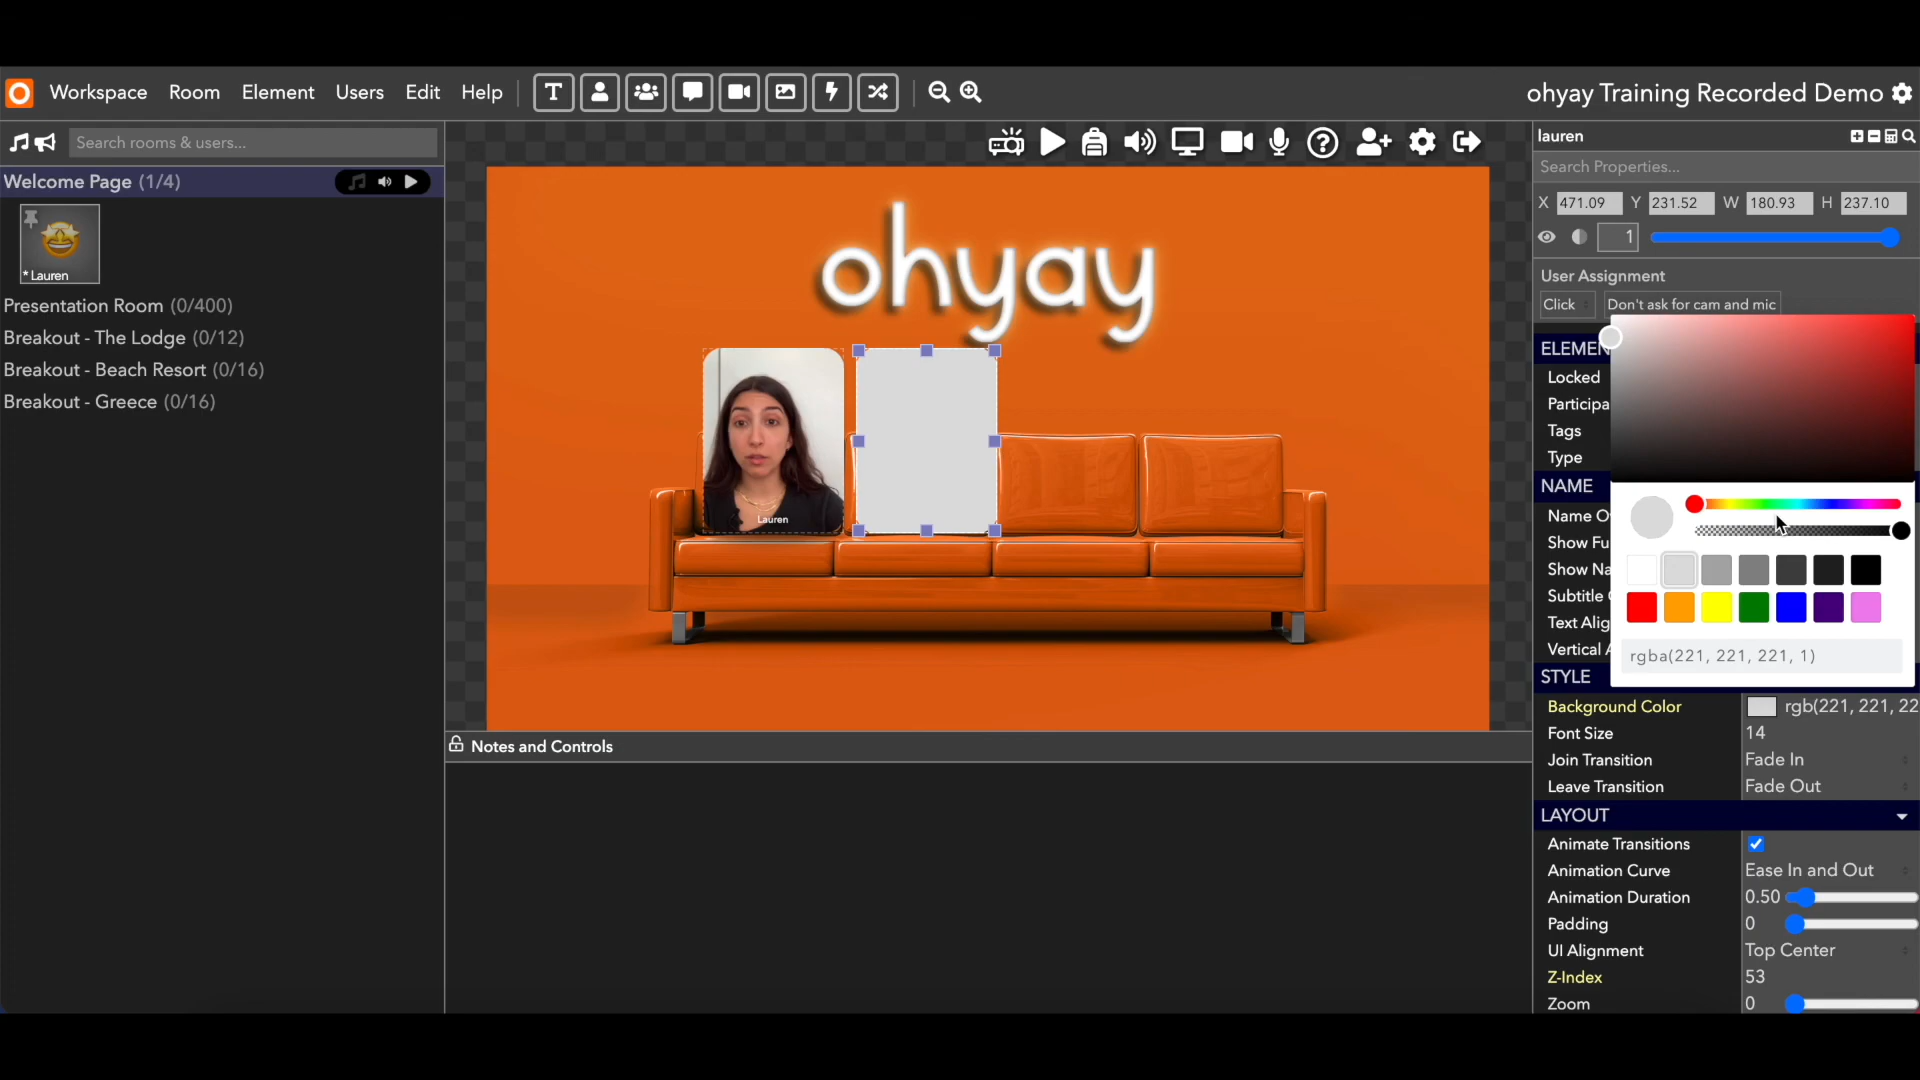 Workspace Room Element Users Edit Help
ohyay Training Recorded Demo
Search rooms & users...
Welcome Page (1/4)
* Lauren
Presentation Room (0/400)
Breakout - The Lodge (0/12)
Breakout - Beach Resort (0/16)
Breakout - Greece (0/16)
ohyay
Lauren
Notes and Controls
lauren
Search Properties...
X 471.09 Y 231.52 W 180.93 H 237.10
1
User Assignment
Click Don't ask for cam and mic
ELEMEN
Locked
Participa
Tags
Type
NAME
Name O
Show Fu
Show Na
Subtitle
Text Alig
Vertical A
rgba(221, 221, 221, 1)
STYLE
Background Color rgb(221, 221, 22
Font Size 14
Join Transition Fade In
Leave Transition Fade Out
LAYOUT
Animate Transitions
Animation Curve Ease In and Out
Animation Duration 0.50
Padding 0
UI Alignment Top Center
Z-Index 53
Zoom 0